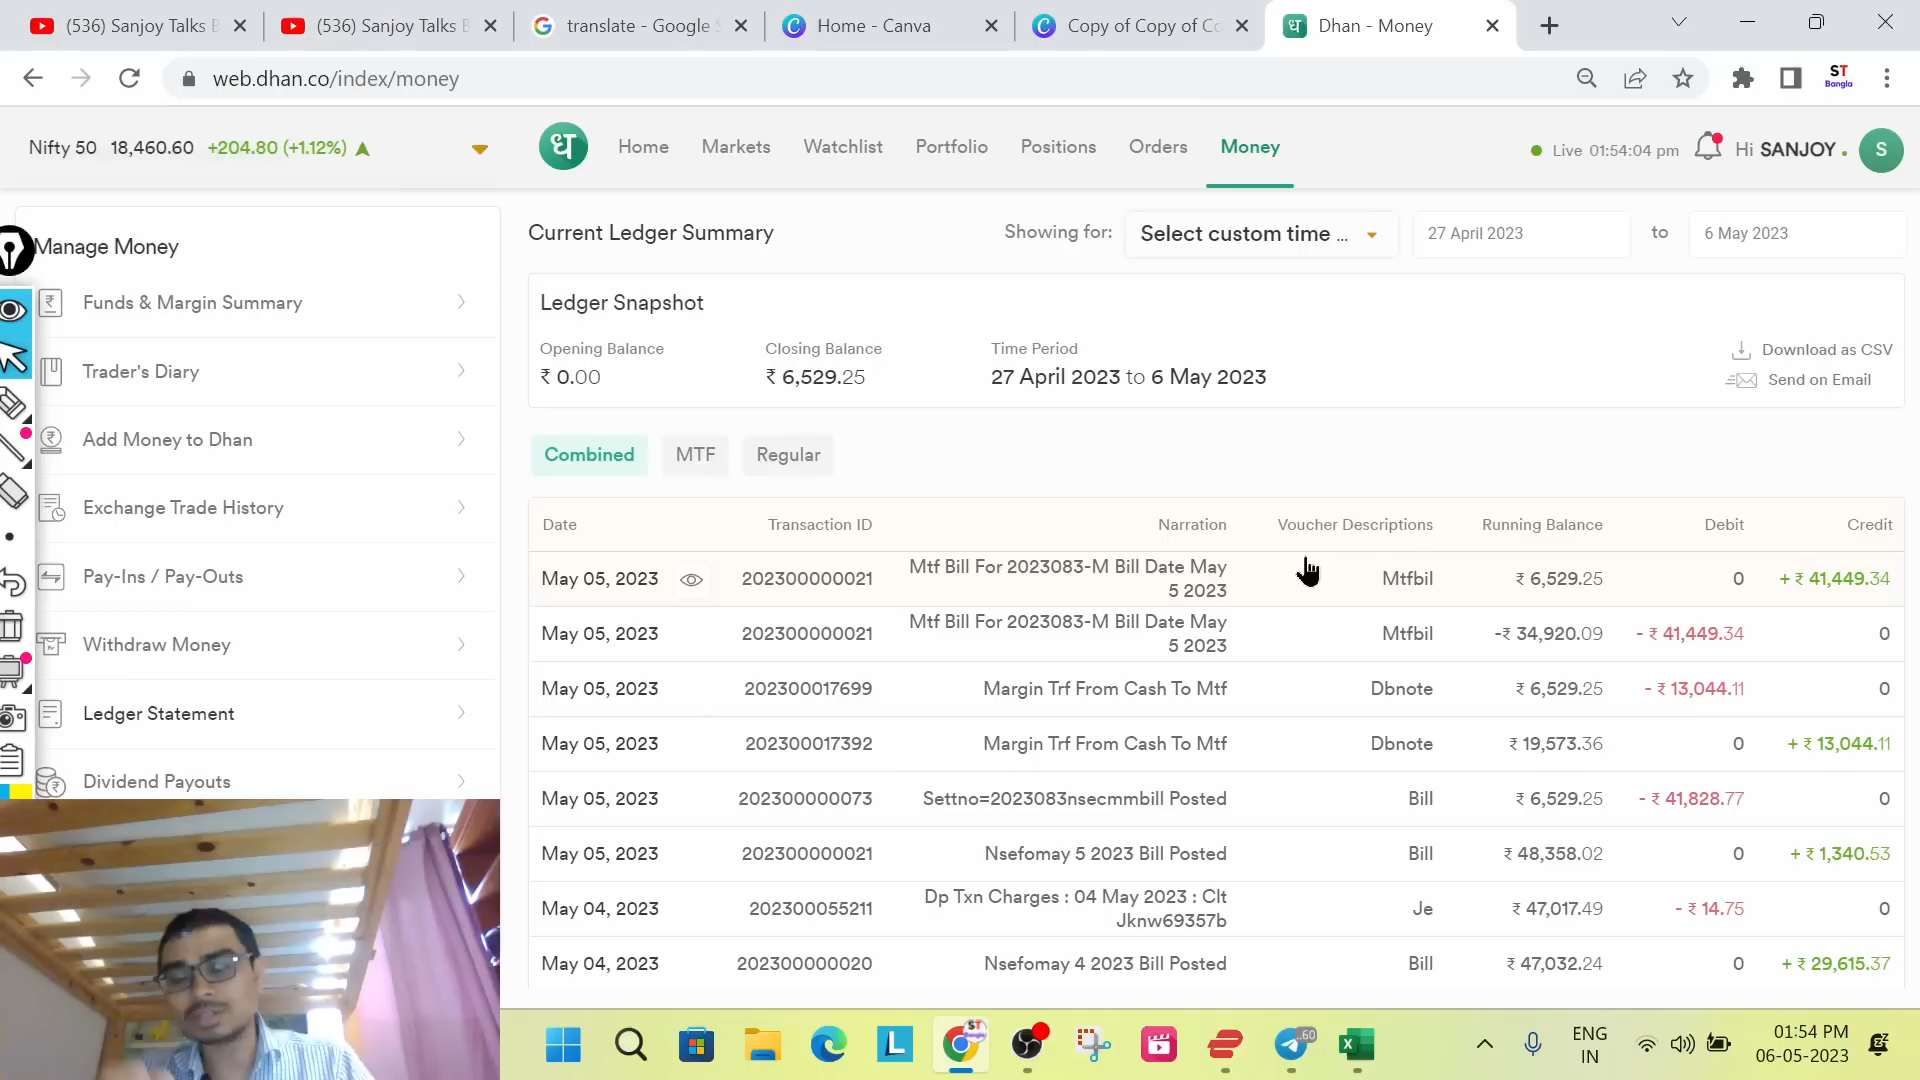 (536) Sanjoy Talks B
(536) Sanjoy Talks B
translate - Google S
Home - Canva
Copy of Copy of Co
Dhan - Money
web.dhan.co/index/money
ST
Bangla
Nifty 50 18,460.60 +204.80 (+1.12%)
ध
Home
Markets
Watchlist
Portfolio
Positions
Orders
Money
Live 01:54:04 pm
Hi SANJOY .
S
Manage Money
Funds & Margin Summary
Trader's Diary
Add Money to Dhan
Exchange Trade History
Pay-Ins / Pay-Outs
Withdraw Money
Ledger Statement
Dividend Payouts
Current Ledger Summary
Showing for: Select custom time ... 27 April 2023 to 6 May 2023
Ledger Snapshot
Opening Balance Closing Balance Time Period
₹ 0.00 ₹ 6,529.25 27 April 2023 to 6 May 2023
Download as CSV
Send on Email
Combined MTF Regular
Date Transaction ID Narration Voucher Descriptions Running Balance Debit Credit
May 05, 2023 202300000021 Mtf Bill For 2023083-M Bill Date May
5 2023 Mtfbil ₹ 6,529.25 0 + ₹ 41,449.34
May 05, 2023 202300000021 Mtf Bill For 2023083-M Bill Date May
5 2023 Mtfbil -₹ 34,920.09 - ₹ 41,449.34 0
May 05, 2023 202300017699 Margin Trf From Cash To Mtf Dbnote ₹ 6,529.25 - ₹ 13,044.11 0
May 05, 2023 202300017392 Margin Trf From Cash To Mtf Dbnote ₹ 19,573.36 0 + ₹ 13,044.11
May 05, 2023 202300000073 Settno=2023083nsecmmbill Posted Bill ₹ 6,529.25 - ₹ 41,828.77 0
May 05, 2023 202300000021 Nsefomay 5 2023 Bill Posted Bill ₹ 48,358.02 0 + ₹ 1,340.53
May 04, 2023 202300055211 Dp Txn Charges : 04 May 2023 : Clt
Jknw69357b Je ₹ 47,017.49 - ₹ 14.75 0
May 04, 2023 202300000020 Nsefomay 4 2023 Bill Posted Bill ₹ 47,032.24 0 + ₹ 29,615.37
L
ST
60
ENG
IN
01:54 PM
06-05-2023